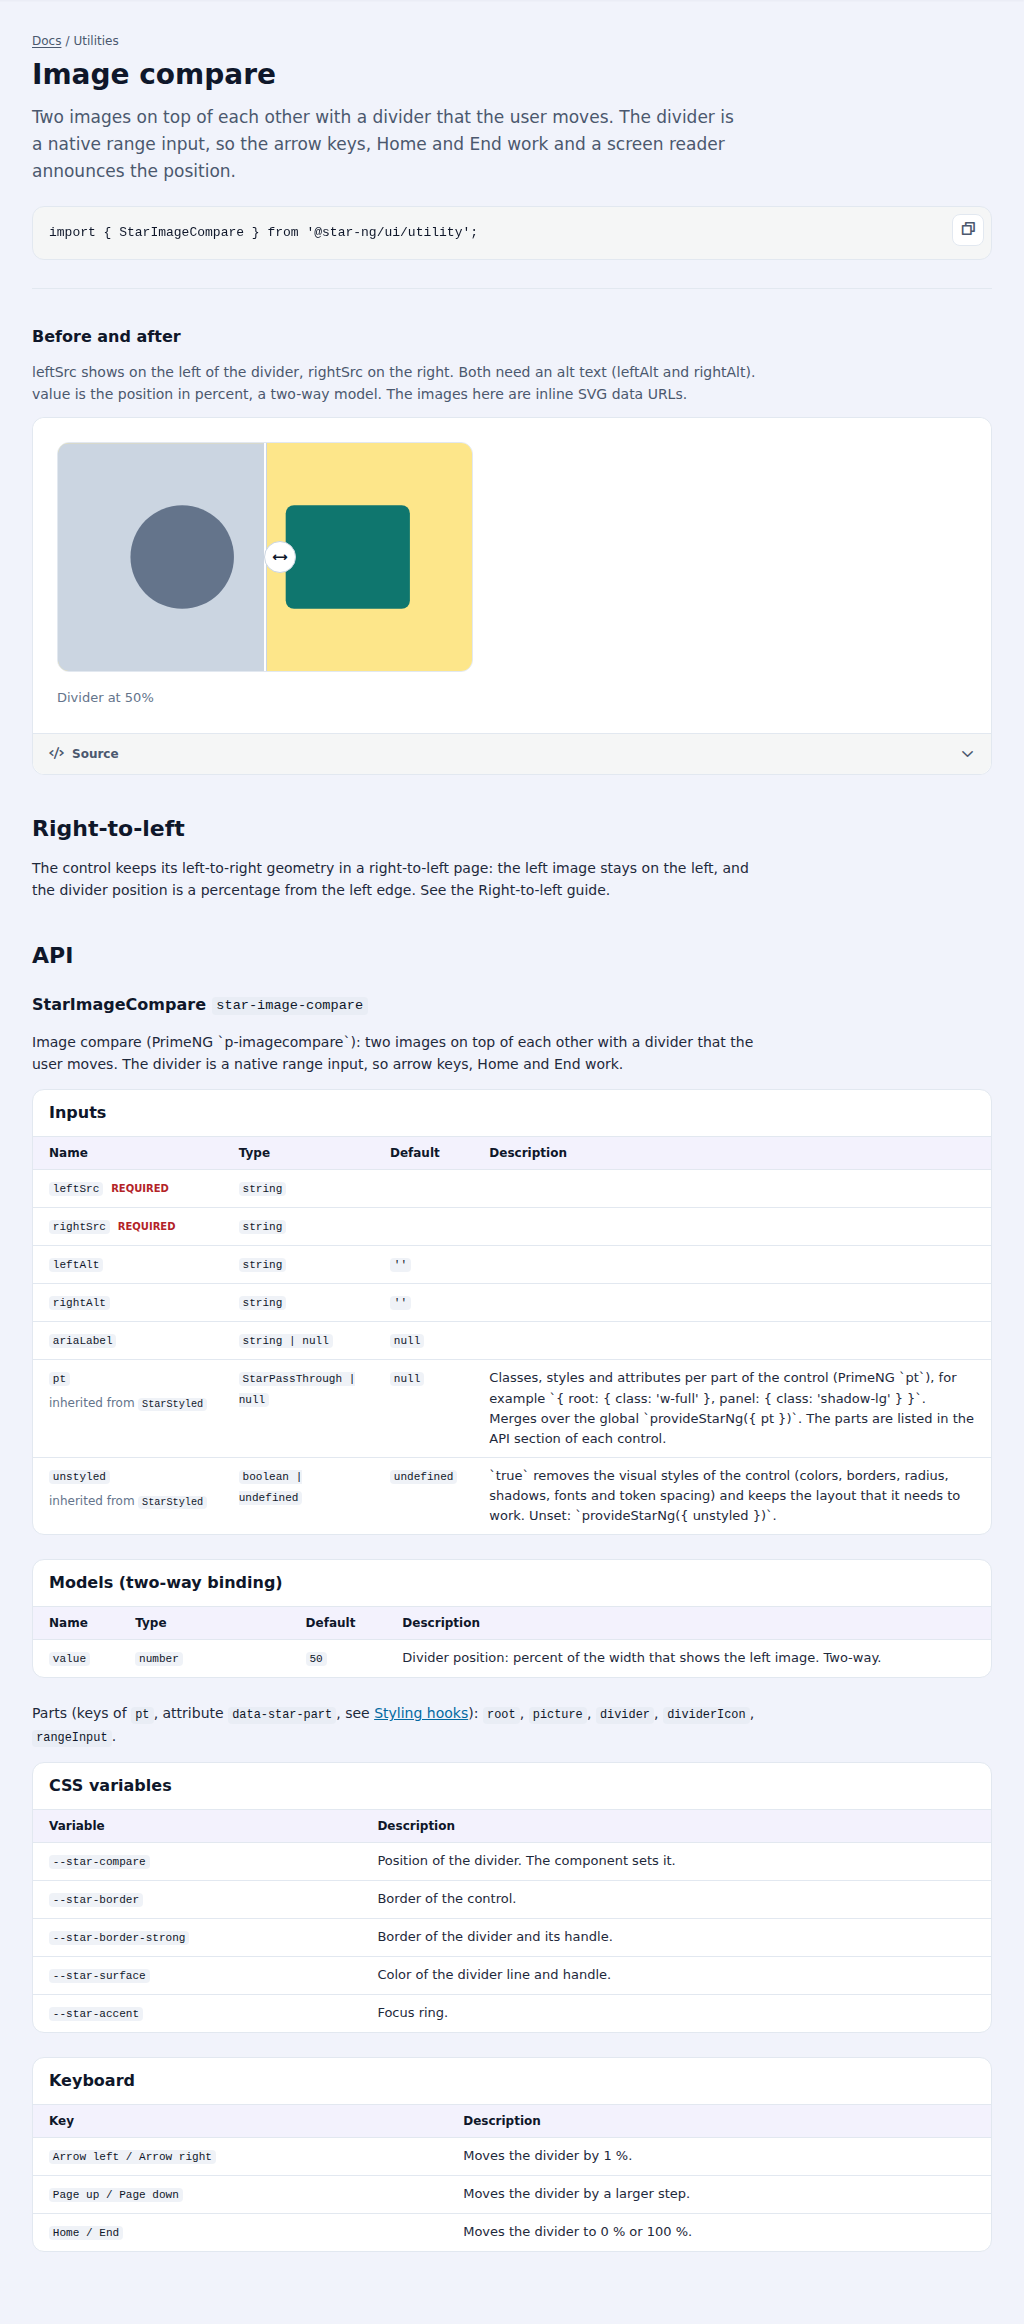 Docs / Utilities
Image compare
Two images on top of each other with a divider that the user moves. The divider is
a native range input, so the arrow keys, Home and End work and a screen reader
announces the position.
import { StarImageCompare } from '@star-ng/ui/utility';
Before and after
leftSrc shows on the left of the divider, rightSrc on the right. Both need an alt text (leftAlt and rightAlt).
value is the position in percent, a two-way model. The images here are inline SVG data URLs.
Divider at 50%
Source
Right-to-left
The control keeps its left-to-right geometry in a right-to-left page: the left image stays on the left, and
the divider position is a percentage from the left edge. See the Right-to-left guide.
API
StarImageCompare star-image-compare
Image compare (PrimeNG `p-imagecompare`): two images on top of each other with a divider that the
user moves. The divider is a native range input, so arrow keys, Home and End work.
Inputs
Name Type Default Description
leftSrc REQUIRED string
rightSrc REQUIRED string
leftAlt string ''
rightAlt string ''
ariaLabel string | null null
pt StarPassThrough | null Classes, styles and attributes per part of the control (PrimeNG `pt`), for
inherited from StarStyled null example `{ root: { class: 'w-full' }, panel: { class: 'shadow-lg' } }`.
Merges over the global `provideStarNg({ pt })`. The parts are listed in the
API section of each control.
unstyled boolean | undefined `true` removes the visual styles of the control (colors, borders, radius,
inherited from StarStyled undefined shadows, fonts and token spacing) and keeps the layout that it needs to
work. Unset: `provideStarNg({ unstyled })`.
Models (two-way binding)
Name Type Default Description
value number 50 Divider position: percent of the width that shows the left image. Two-way.
Parts (keys of pt, attribute data-star-part, see Styling hooks): root, picture, divider, dividerIcon,
rangeInput.
CSS variables
Variable Description
--star-compare Position of the divider. The component sets it.
--star-border Border of the control.
--star-border-strong Border of the divider and its handle.
--star-surface Color of the divider line and handle.
--star-accent Focus ring.
Keyboard
Key Description
Arrow left / Arrow right Moves the divider by 1 %.
Page up / Page down Moves the divider by a larger step.
Home / End Moves the divider to 0 % or 100 %.